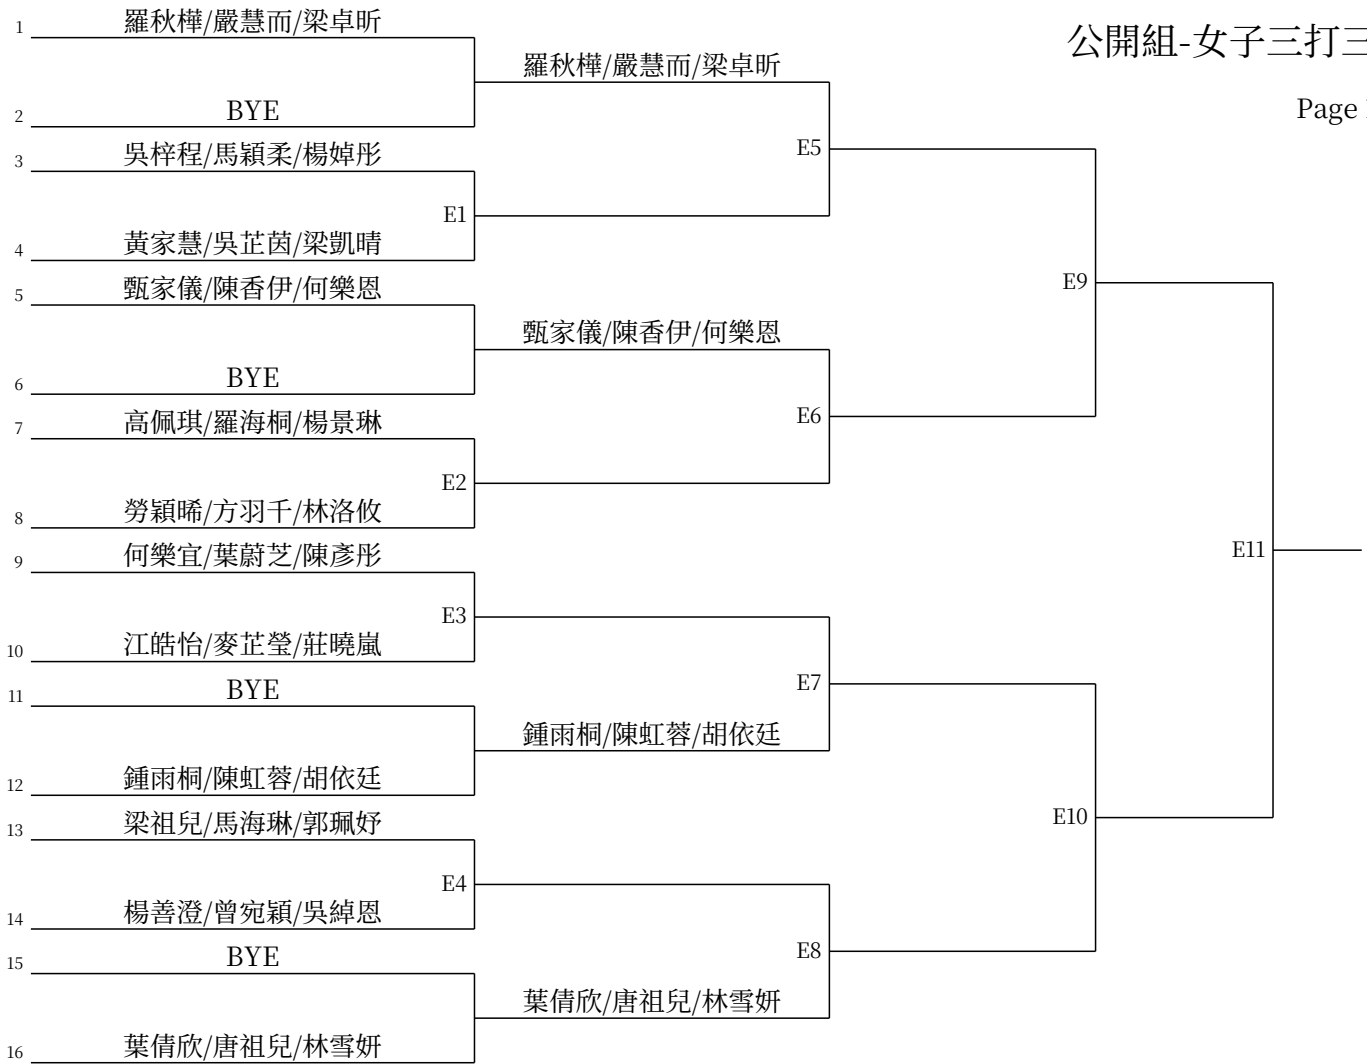 公開組-女子三打三
Page
1 羅秋樺/嚴慧而/梁卓昕
羅秋樺/嚴慧而/梁卓昕
2 BYE
E5
3 吳梓程/馬穎柔/楊婥彤
E1
4 黃家慧/吳芷茵/梁凱晴
E9
5 甄家儀/陳香伊/何樂恩
甄家儀/陳香伊/何樂恩
6 BYE
E6
7 高佩琪/羅海桐/楊景琳
E2
8 勞穎晞/方羽千/林洛攸
E11
9 何樂宜/葉蔚芝/陳彥彤
E3
10 江皓怡/麥芷瑩/莊曉嵐
E7
11 BYE
鍾雨桐/陳虹蓉/胡依廷
12 鍾雨桐/陳虹蓉/胡依廷
E10
13 梁祖兒/馬海琳/郭珮妤
E4
14 楊善澄/曾宛穎/吳綽恩
E8
15 BYE
葉倩欣/唐祖兒/林雪妍
16 葉倩欣/唐祖兒/林雪妍